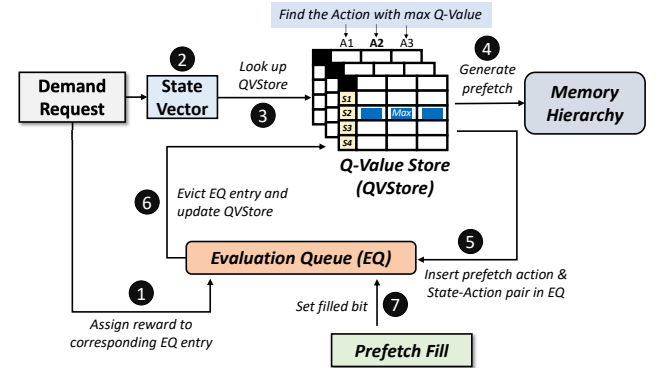 Find the Action with max Q-Value
A1 A2 A3
2
Look up
QVStore
3
4
Generate
prefetch
Demand
Request
State
Vector
Memory
Hierarchy
S1
S2 Max
S3
S4
Q-Value Store
(QVStore)
6
Evict EQ entry and
update QVStore
Evaluation Queue (EQ)
5
Insert prefetch action &
State-Action pair in EQ
1
Assign reward to
corresponding EQ entry
Set filled bit
7
Prefetch Fill